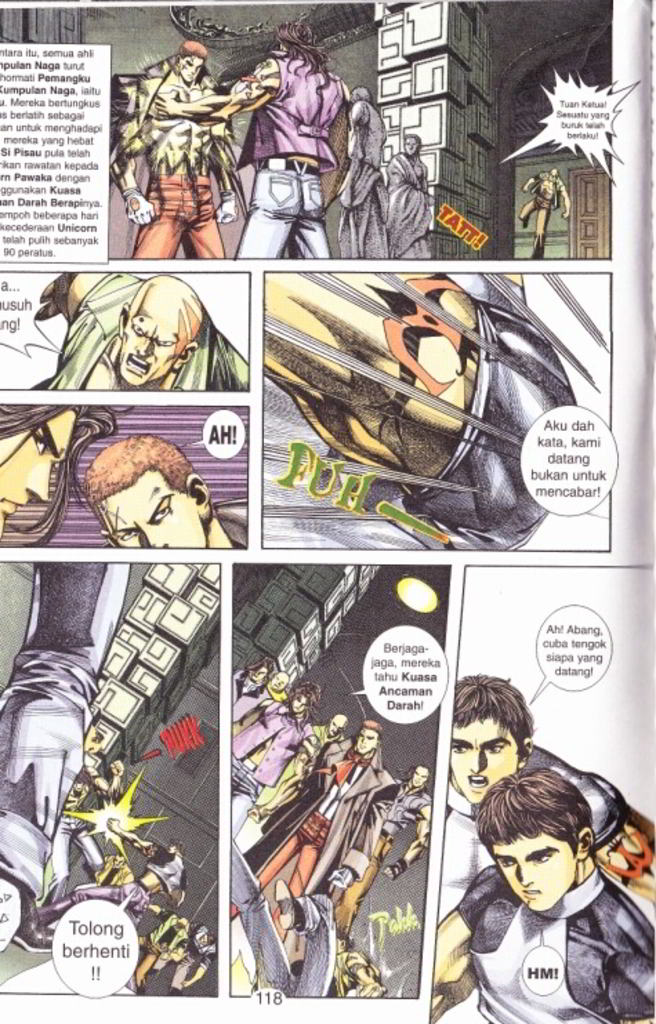 ntara itu, semua ahli
mpulan Naga turut
hormati Pemangku
Kumpulan Naga, iaitu
u. Mereka bertungkus
s berlatih sebagai
an untuk menghadapi
mereka yang hebat
Si Pisau pula telah
rikan rawatan kepada
rn Pawaka dengan
ggunakan Kuasa
an Darah Berapinya.
empoh beberapa hari
kecederaan Unicorn
telah pulih sebanyak
90 peratus.
Tuan Ketua!
Sesuatu yang
buruk telah
berlaku!
TATT!
a...
nusuh
ng!
AH!
FUH
Aku dah
kata, kami
datang
bukan untuk
mencabar!
PUKK
Tolong
berhenti
!!
Berjaga-
jaga, mereka
tahu Kuasa
Ancaman
Darah!
Pakk
Ah! Abang,
cuba tengok
siapa yang
datang!
HM!
118